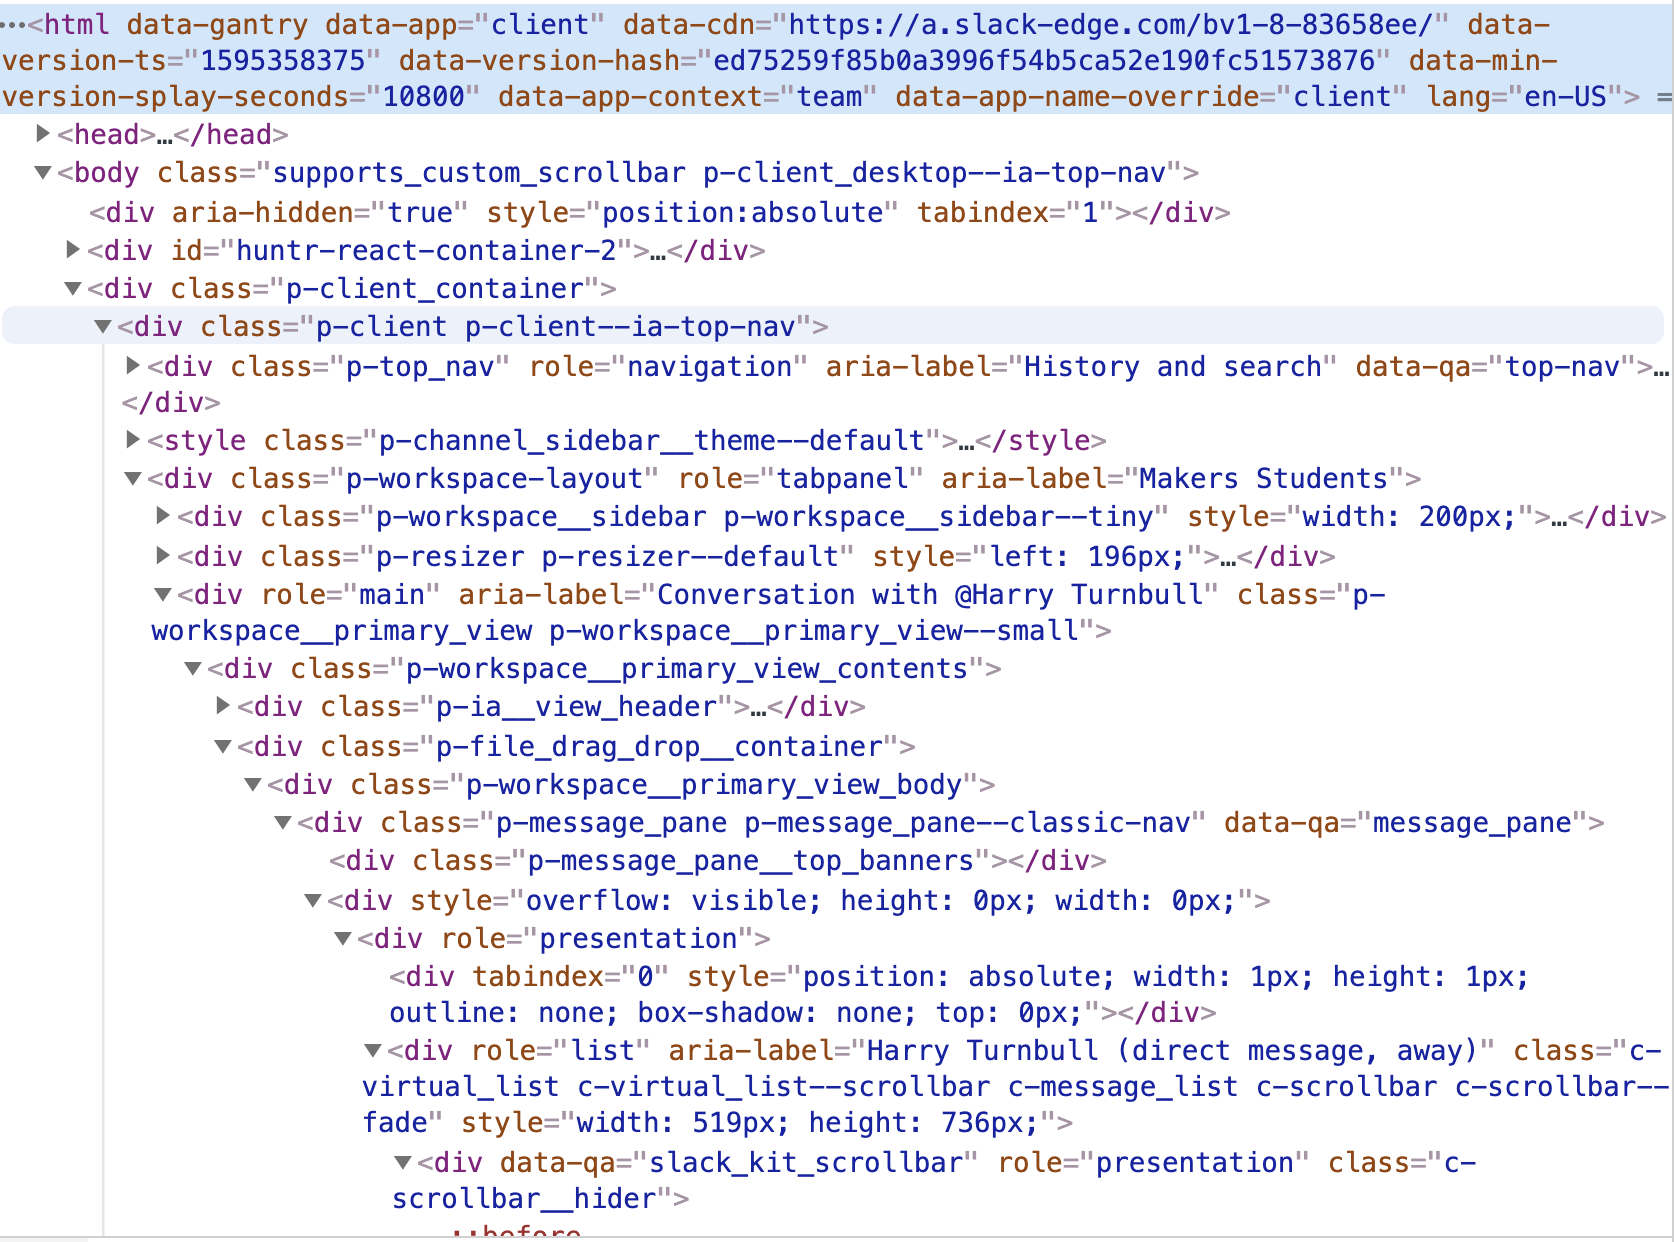 …<html data-gantry data-app="client" data-cdn="https://a.slack-edge.com/bv1-8-83658ee/" data-
version-ts="1595358375" data-version-hash="ed75259f85b0a3996f54b5ca52e190fc51573876" data-min-
version-splay-seconds="10800" data-app-context="team" data-app-name-override="client" lang="en-US"> =
▶<head>…</head>
▼<body class="supports_custom_scrollbar p-client_desktop--ia-top-nav">
<div aria-hidden="true" style="position:absolute" tabindex="1"></div>
▶<div id="huntr-react-container-2">…</div>
▼<div class="p-client_container">
▼<div class="p-client p-client--ia-top-nav">
▶<div class="p-top_nav" role="navigation" aria-label="History and search" data-qa="top-nav">…
</div>
▶<style class="p-channel_sidebar__theme--default">…</style>
▼<div class="p-workspace-layout" role="tabpanel" aria-label="Makers Students">
▶<div class="p-workspace__sidebar p-workspace__sidebar--tiny" style="width: 200px;">…</div>
▶<div class="p-resizer p-resizer--default" style="left: 196px;">…</div>
▼<div role="main" aria-label="Conversation with @Harry Turnbull" class="p-
workspace__primary_view p-workspace__primary_view--small">
▼<div class="p-workspace__primary_view_contents">
▶<div class="p-ia__view_header">…</div>
▼<div class="p-file_drag_drop__container">
▼<div class="p-workspace__primary_view_body">
▼<div class="p-message_pane p-message_pane--classic-nav" data-qa="message_pane">
<div class="p-message_pane__top_banners"></div>
▼<div style="overflow: visible; height: 0px; width: 0px;">
▼<div role="presentation">
<div tabindex="0" style="position: absolute; width: 1px; height: 1px;
outline: none; box-shadow: none; top: 0px;"></div>
▼<div role="list" aria-label="Harry Turnbull (direct message, away)" class="c-
virtual_list c-virtual_list--scrollbar c-message_list c-scrollbar c-scrollbar--
fade" style="width: 519px; height: 736px;">
▼<div data-qa="slack_kit_scrollbar" role="presentation" class="c-
scrollbar__hider">
::before